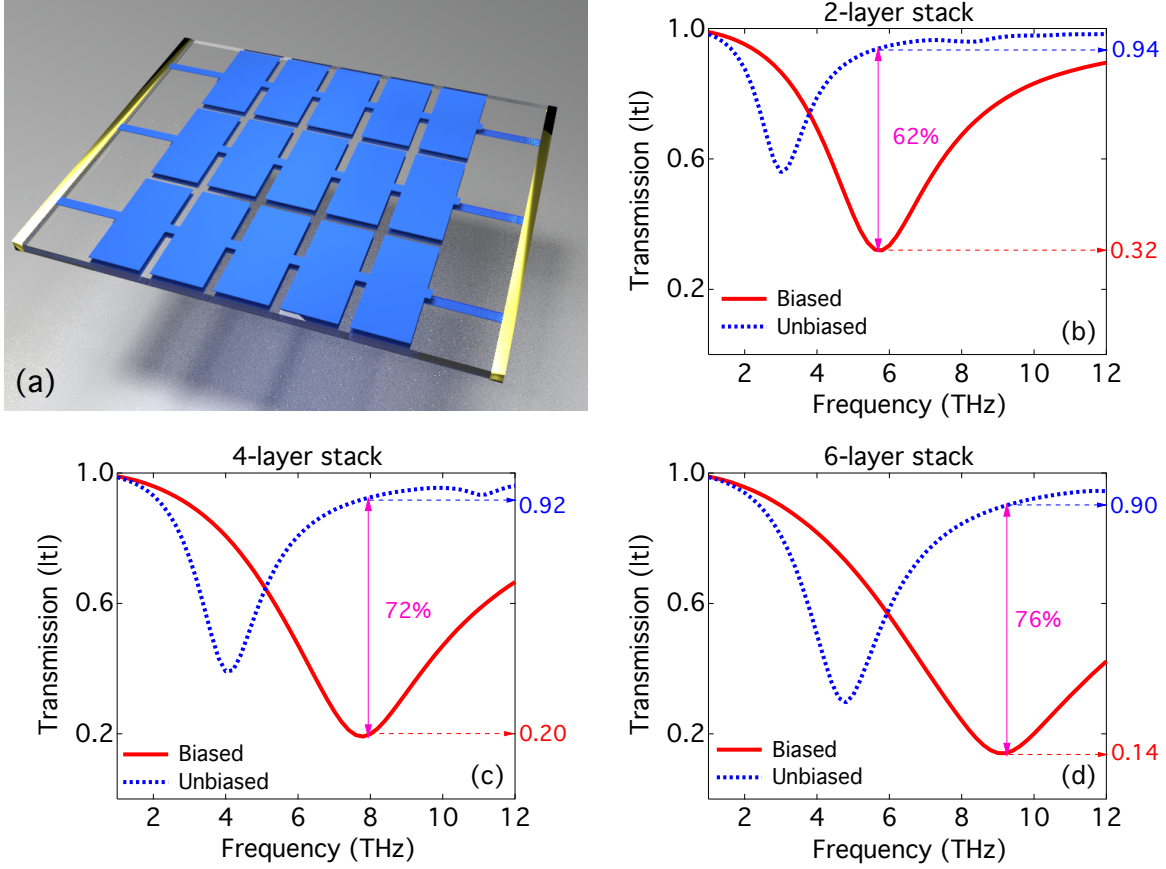 (a)
2-layer stack
Transmission (|t|)
1.0
0.6
0.2
0.94
62%
0.32
Biased
Unbiased
(b)
2 4 6 8 10 12
Frequency (THz)
4-layer stack
Transmission (|t|)
1.0
0.6
0.2
0.92
72%
0.20
Biased
Unbiased
(c)
2 4 6 8 10 12
Frequency (THz)
6-layer stack
Transmission (|t|)
1.0
0.6
0.2
0.90
76%
0.14
Biased
Unbiased
(d)
2 4 6 8 10 12
Frequency (THz)